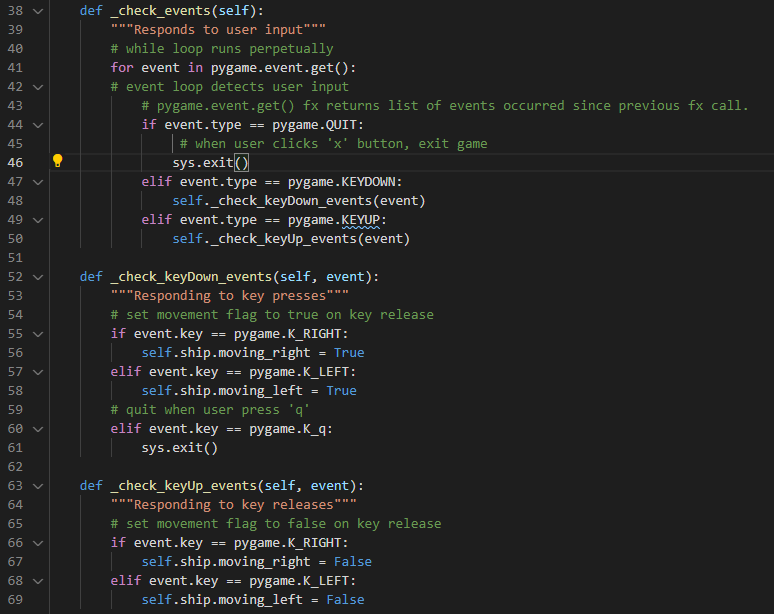 38 def _check_events(self):
39 """Responds to user input"""
40 # while loop runs perpetually
41 for event in pygame.event.get():
42 # event loop detects user input
43 # pygame.event.get() fx returns list of events occurred since previous fx call.
44 if event.type == pygame.QUIT:
45 # when user clicks 'x' button, exit game
46 sys.exit()
47 elif event.type == pygame.KEYDOWN:
48 self._check_keyDown_events(event)
49 elif event.type == pygame.KEYUP:
50 self._check_keyUp_events(event)
51
52 def _check_keyDown_events(self, event):
53 """Responding to key presses"""
54 # set movement flag to true on key release
55 if event.key == pygame.K_RIGHT:
56 self.ship.moving_right = True
57 elif event.key == pygame.K_LEFT:
58 self.ship.moving_left = True
59 # quit when user press 'q'
60 elif event.key == pygame.K_q:
61 sys.exit()
62
63 def _check_keyUp_events(self, event):
64 """Responding to key releases"""
65 # set movement flag to false on key release
66 if event.key == pygame.K_RIGHT:
67 self.ship.moving_right = False
68 elif event.key == pygame.K_LEFT:
69 self.ship.moving_left = False